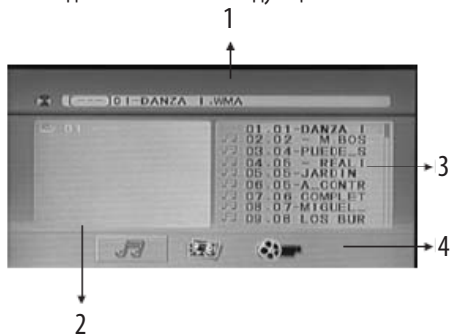 1
(---)01-DANZA I.WMA
01
01.01-DANZA I
02.02 - M.BOS
03.04-PUEDE_S
04.05 - REALI
05.05-JARDIN
06.05-A_CONTR
07.06 COMPLET
08.07-MIGUEL_
09.08 LOS BUR
3
4
2